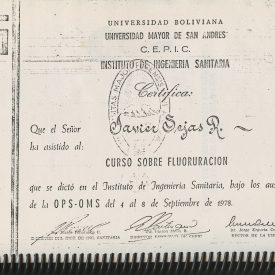 UNIVERSIDAD BOLIVIANA
UNIVERSIDAD MAYOR DE SAN ANDRES
C.E.P.I.C.
INSTITUTO DE INGENIERIA SANITARIA
Certifica:
Que el Señor Javier Sejas R.
ha asistido al:
CURSO SOBRE FLUORURACION
que se dictó en el Instituto de Ingeniería Sanitaria, bajo los au
de la OPS-OMS del 4 al 8 de Septiembre de 1978.